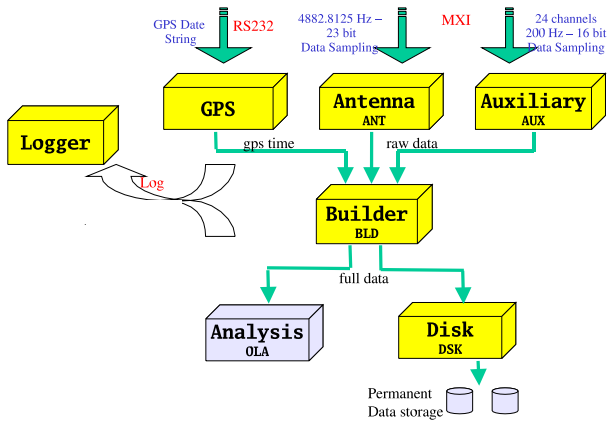 GPS Date
String
RS232
4882.8125 Hz –
23 bit
Data Sampling
MXI
24 channels
200 Hz – 16 bit
Data Sampling
GPS
Antenna
ANT
Auxiliary
AUX
Logger
gps time
raw data
Log
Builder
BLD
full data
Analysis
OLA
Disk
DSK
Permanent
Data storage